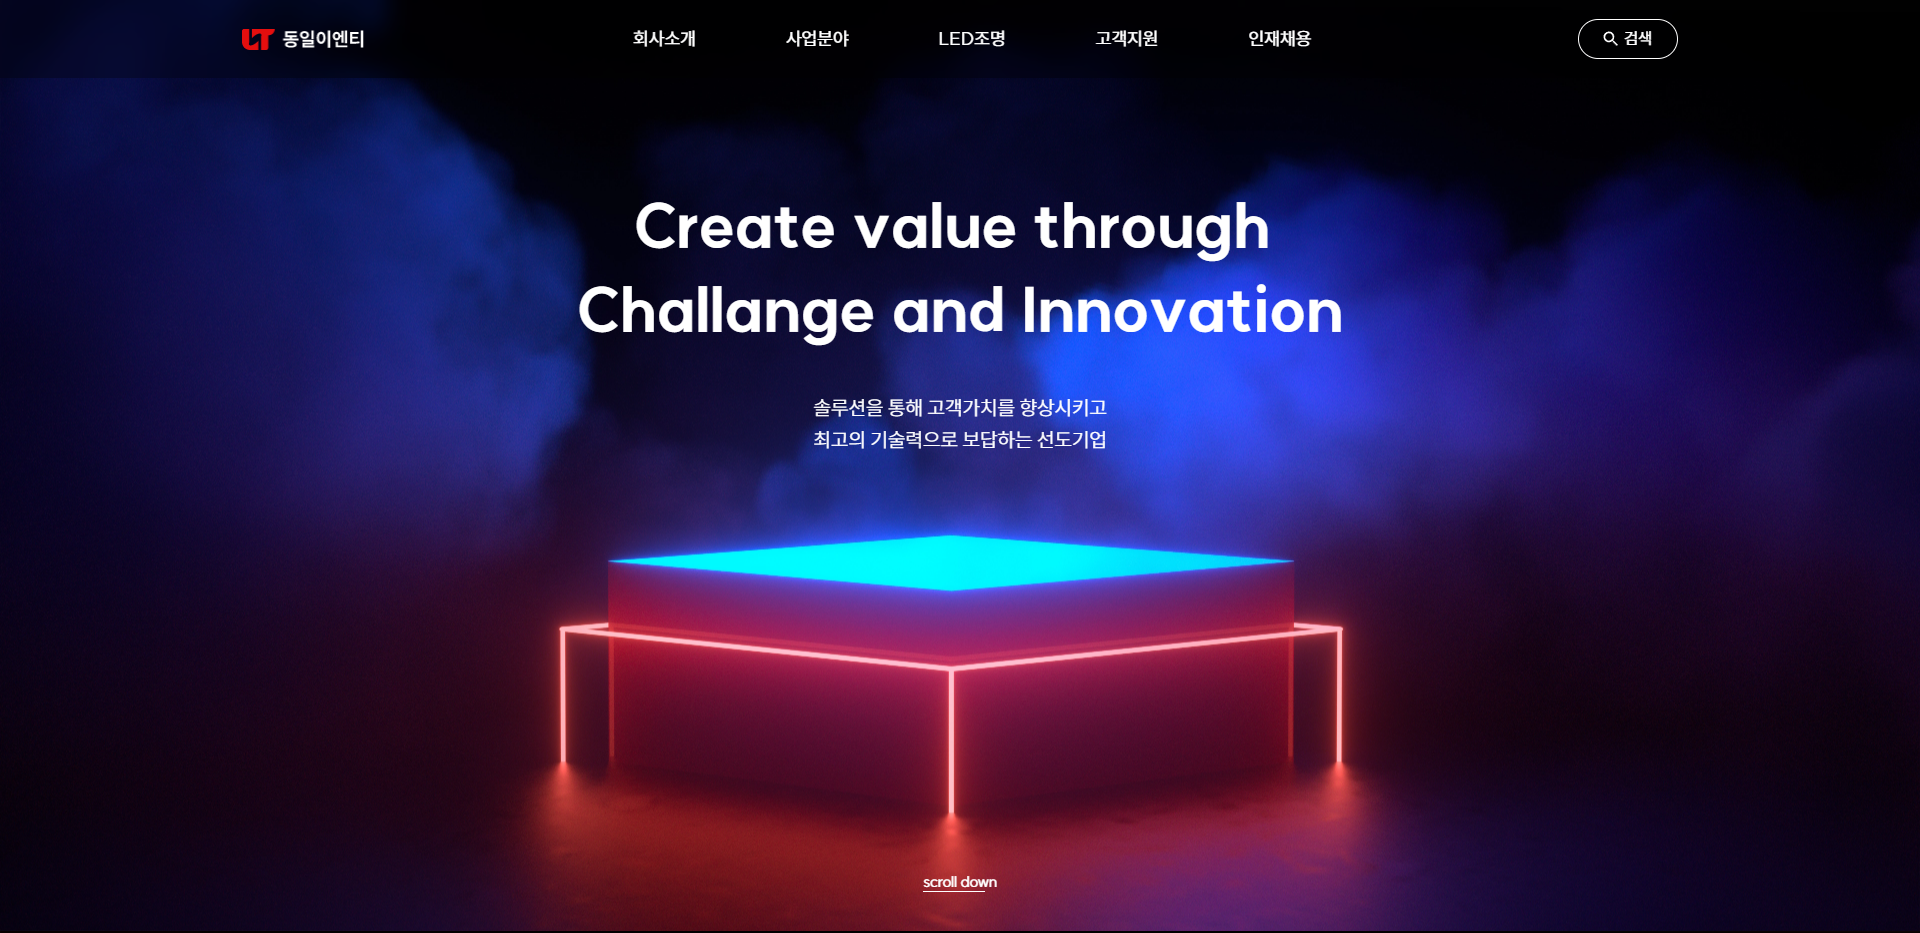 동일이엔티
회사소개
사업분야
LED조명
고객지원
인재채용
검색
Create value through
Challange and Innovation
솔루션을 통해 고객가치를 향상시키고
최고의 기술력으로 보답하는 선도기업
scroll down